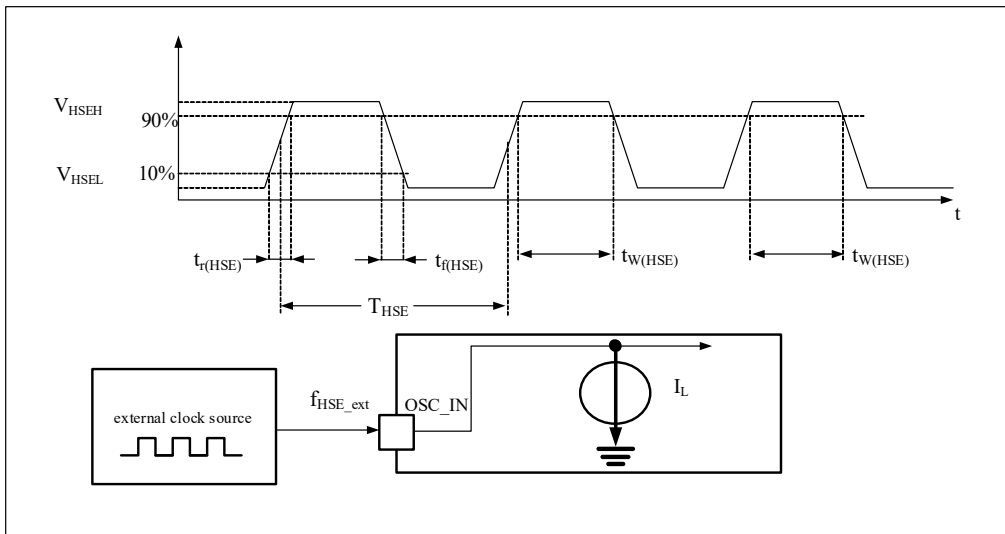 V_HSEH
90%
V_HSEL
10%
t
t_r(HSE)
t_f(HSE)
t_W(HSE)
t_W(HSE)
T_HSE
external clock source
f_HSE_ext
OSC_IN
I_L